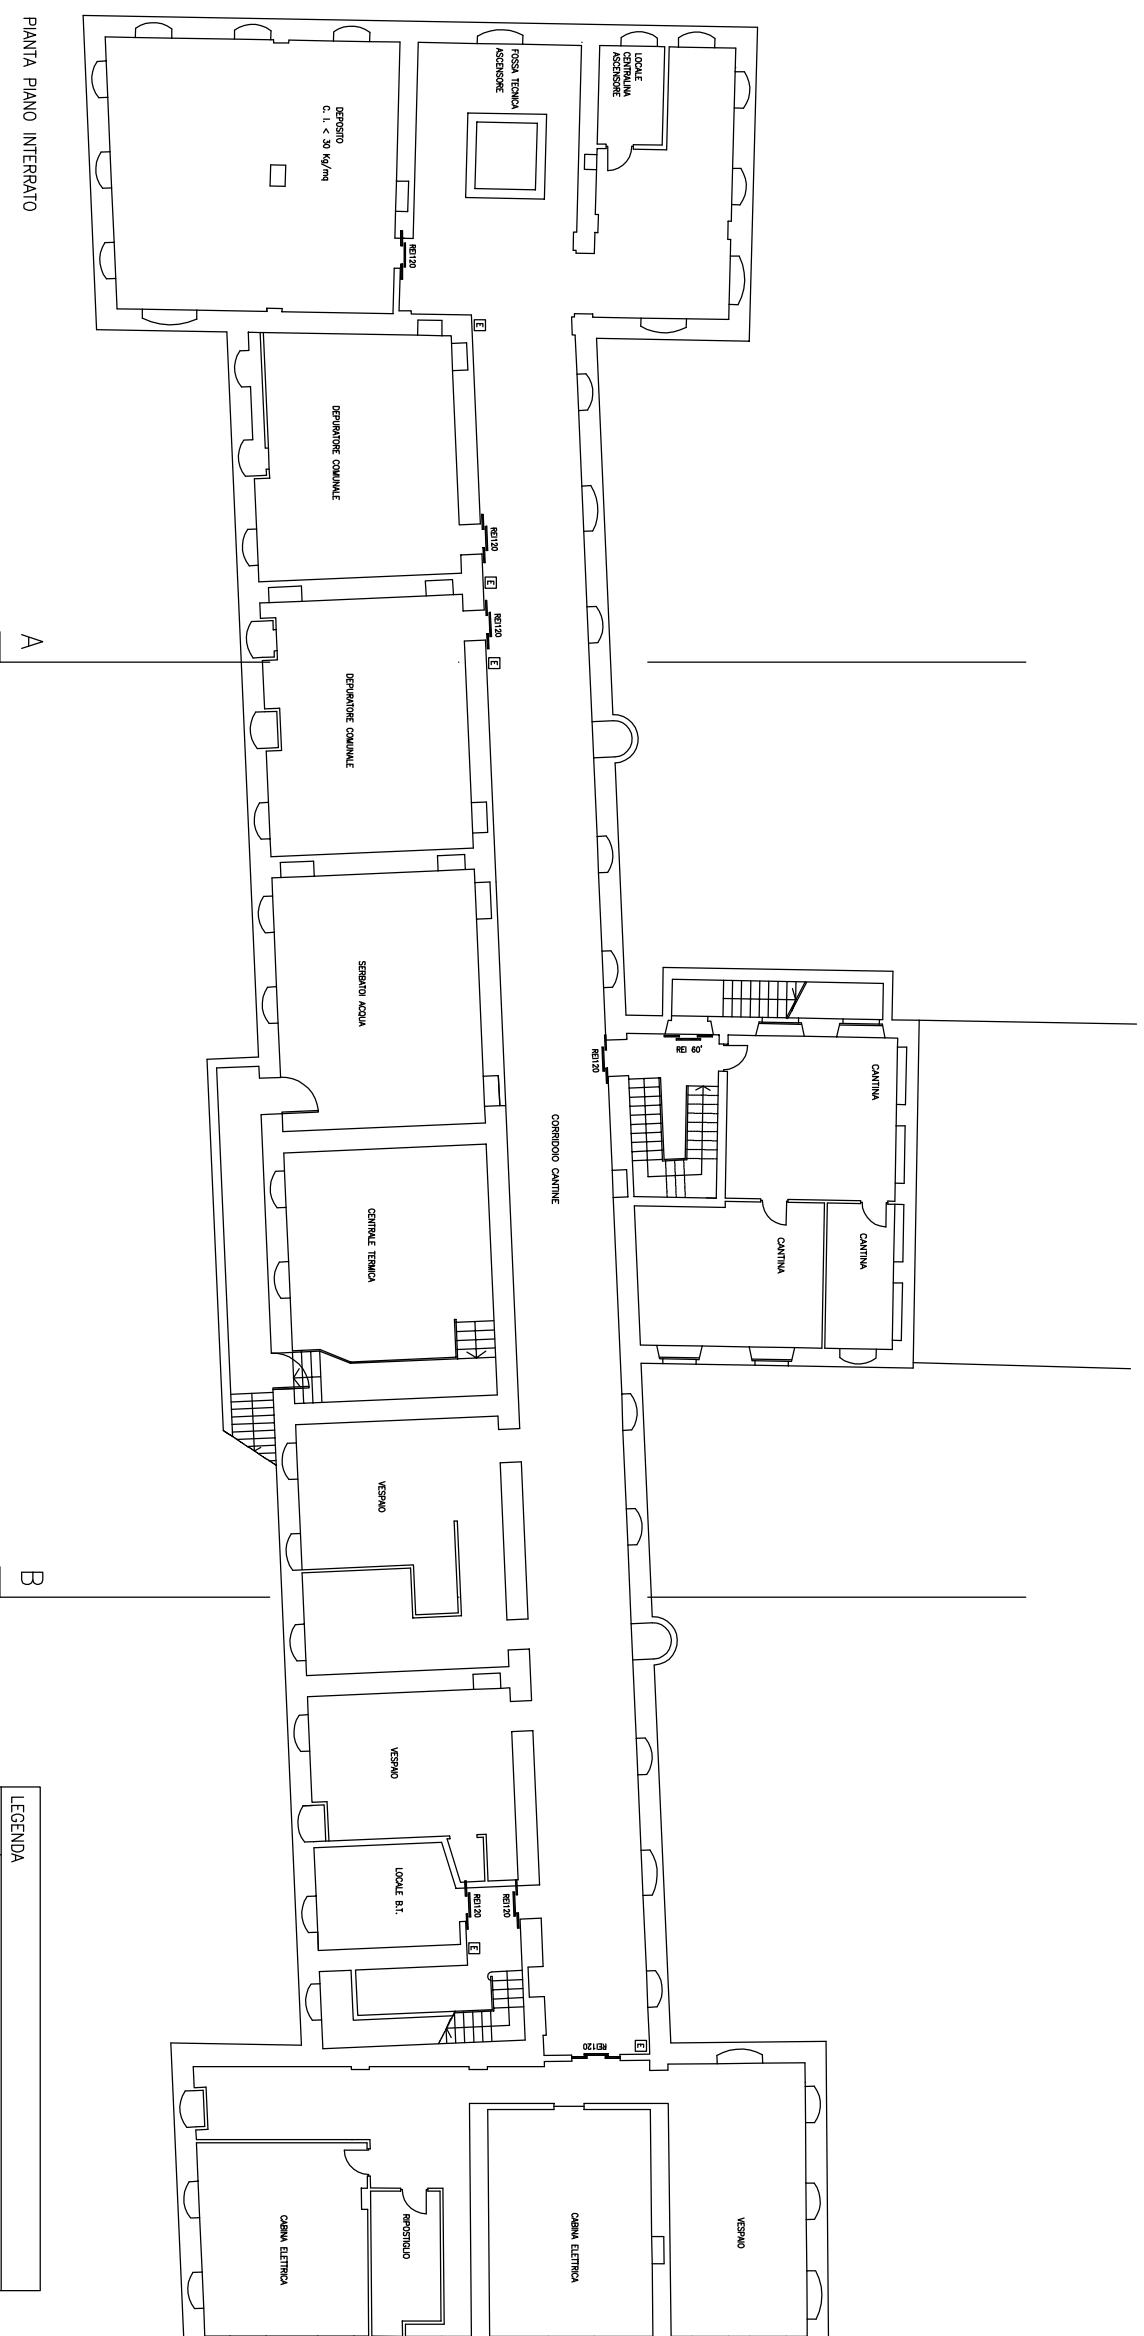 PIANTA PIANO INTERRATO
DEPOSITO
C. I. < 30 Kg/mq
FOSSA TECNICA
ASCENSORE
LOCALE
CENTRALINA
ASCENSORE
REI120
E
DEPURATORE COMUNALE
REI120
E
REI120
E
A
DEPURATORE COMUNALE
SERBATOI ACQUA
REI120
REI 60'
CANTINA
CORRIDOIO CANTINE
CENTRALE TERMICA
CANTINA
CANTINA
VESPAIO
B
VESPAIO
LOCALE B.T.
REI120
REI120
E
REI120
E
LEGENDA
CABINA ELETTRICA
RIPOSTIGLIO
CABINA ELETTRICA
VESPAIO